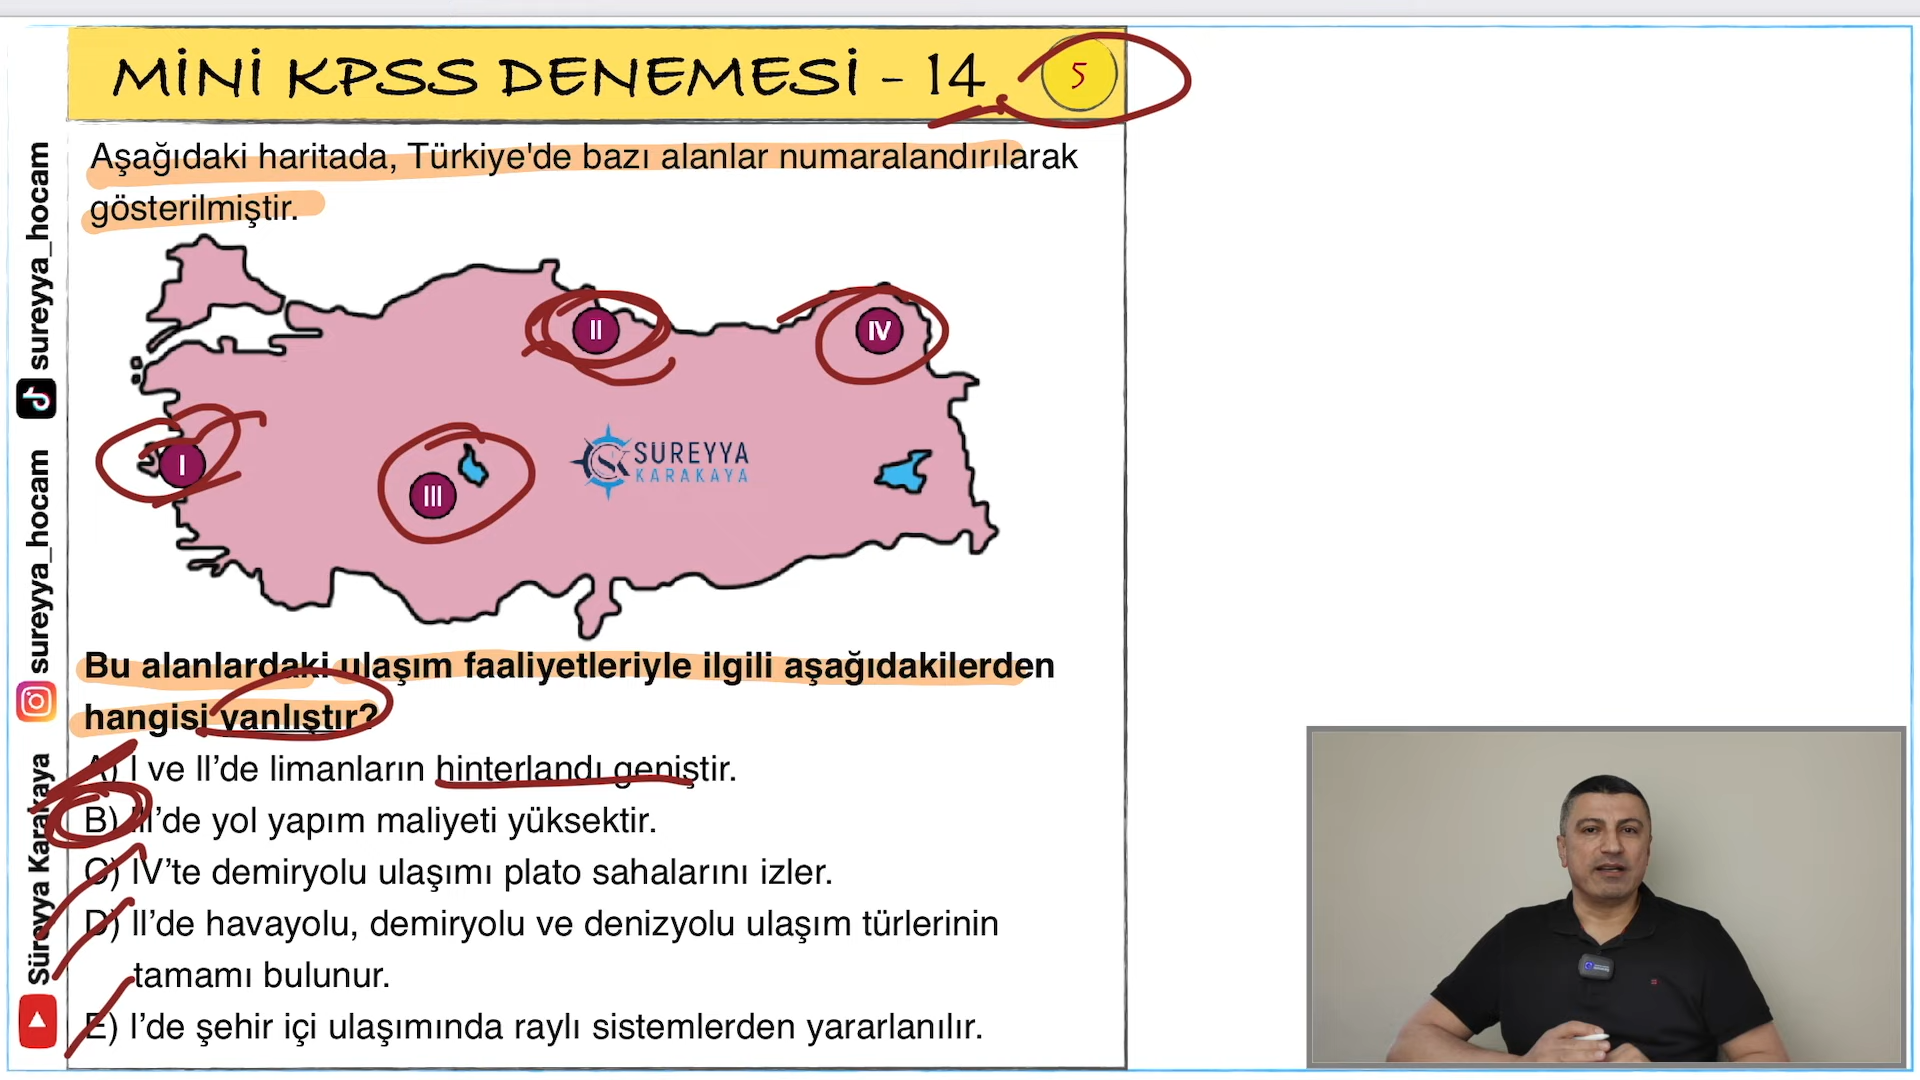 MİNİ KPSS DENEMESİ - 14
5
Aşağıdaki haritada, Türkiye'de bazı alanlar numaralandırılarak
gösterilmiştir.
II
IV
I
III
SÜREYYA
KARAKAYA
Bu alanlardaki ulaşım faaliyetleriyle ilgili aşağıdakilerden
hangisi yanlıştır?
A) I ve II’de limanların hinterlandı geniştir.
B) III’de yol yapım maliyeti yüksektir.
C) IV’te demiryolu ulaşımı plato sahalarını izler.
D) II’de havayolu, demiryolu ve denizyolu ulaşım türlerinin
tamamı bulunur.
E) I’de şehir içi ulaşımında raylı sistemlerden yararlanılır.
sureyya_hocam
sureyya_hocam
Süreyya Karakaya